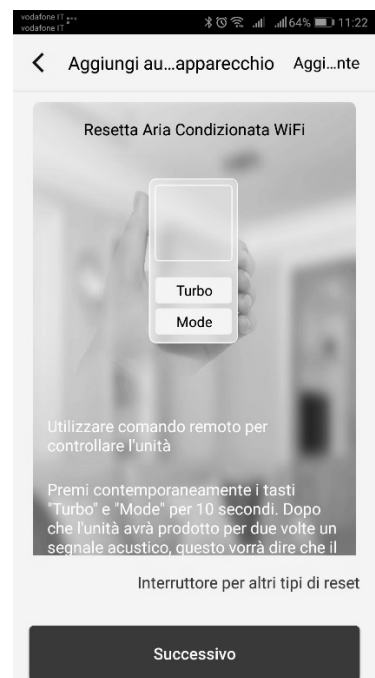 vodafone IT
vodafone IT
64% 11:22
Aggiungi au...apparecchio Aggi...nte
Resetta Aria Condizionata WiFi
Turbo
Mode
Utilizzare comando remoto per
controllare l'unità
Premi contemporaneamente i tasti
"Turbo" e "Mode" per 10 secondi. Dopo
che l'unità avrà prodotto per due volte un
segnale acustico, questo vorrà dire che il
Interruttore per altri tipi di reset
Successivo